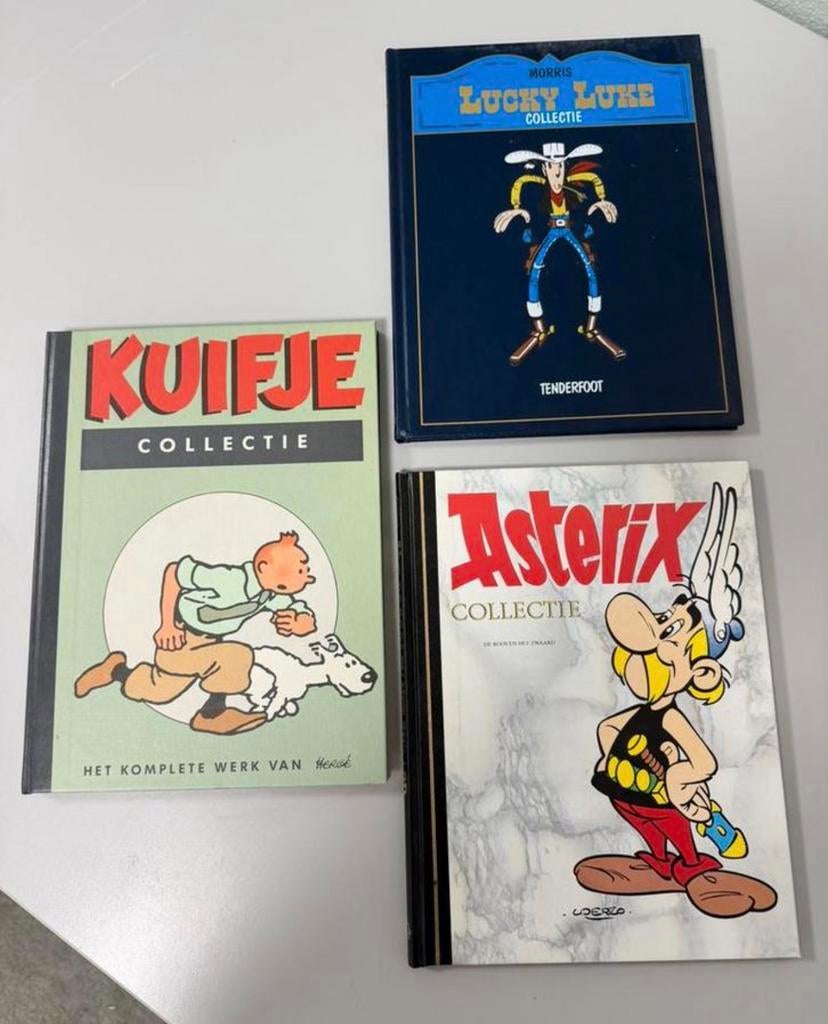 MORRIS
LUCKY LUKE
COLLECTIE
TENDERFOOT
KUIFJE
COLLECTIE
HET KOMPLETE WERK VAN HERGÉ
Asterix
COLLECTIE
DE ROOS EN HET ZWAARD
UDERZO